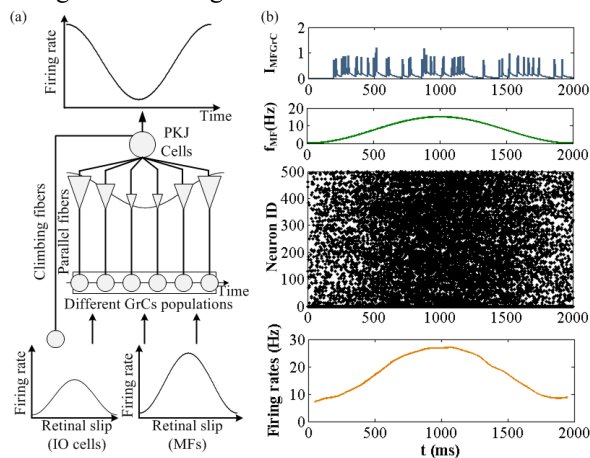 (a)
Firing rate
Time
PKJ
Cells
Climbing fibers
Parallel fibers
Time
Different GrCs populations
Firing rate
Retinal slip
(IO cells)
Firing rate
Retinal slip
(MFs)
(b)
I_MFGrC
2
1
0
0 500 1000 1500 2000
f_MF(Hz)
20
10
0
0 500 1000 1500 2000
Neuron ID
500
400
300
200
100
0
0 500 1000 1500 2000
Firing rates (Hz)
30
20
10
0
0 500 1000 1500 2000
t (ms)